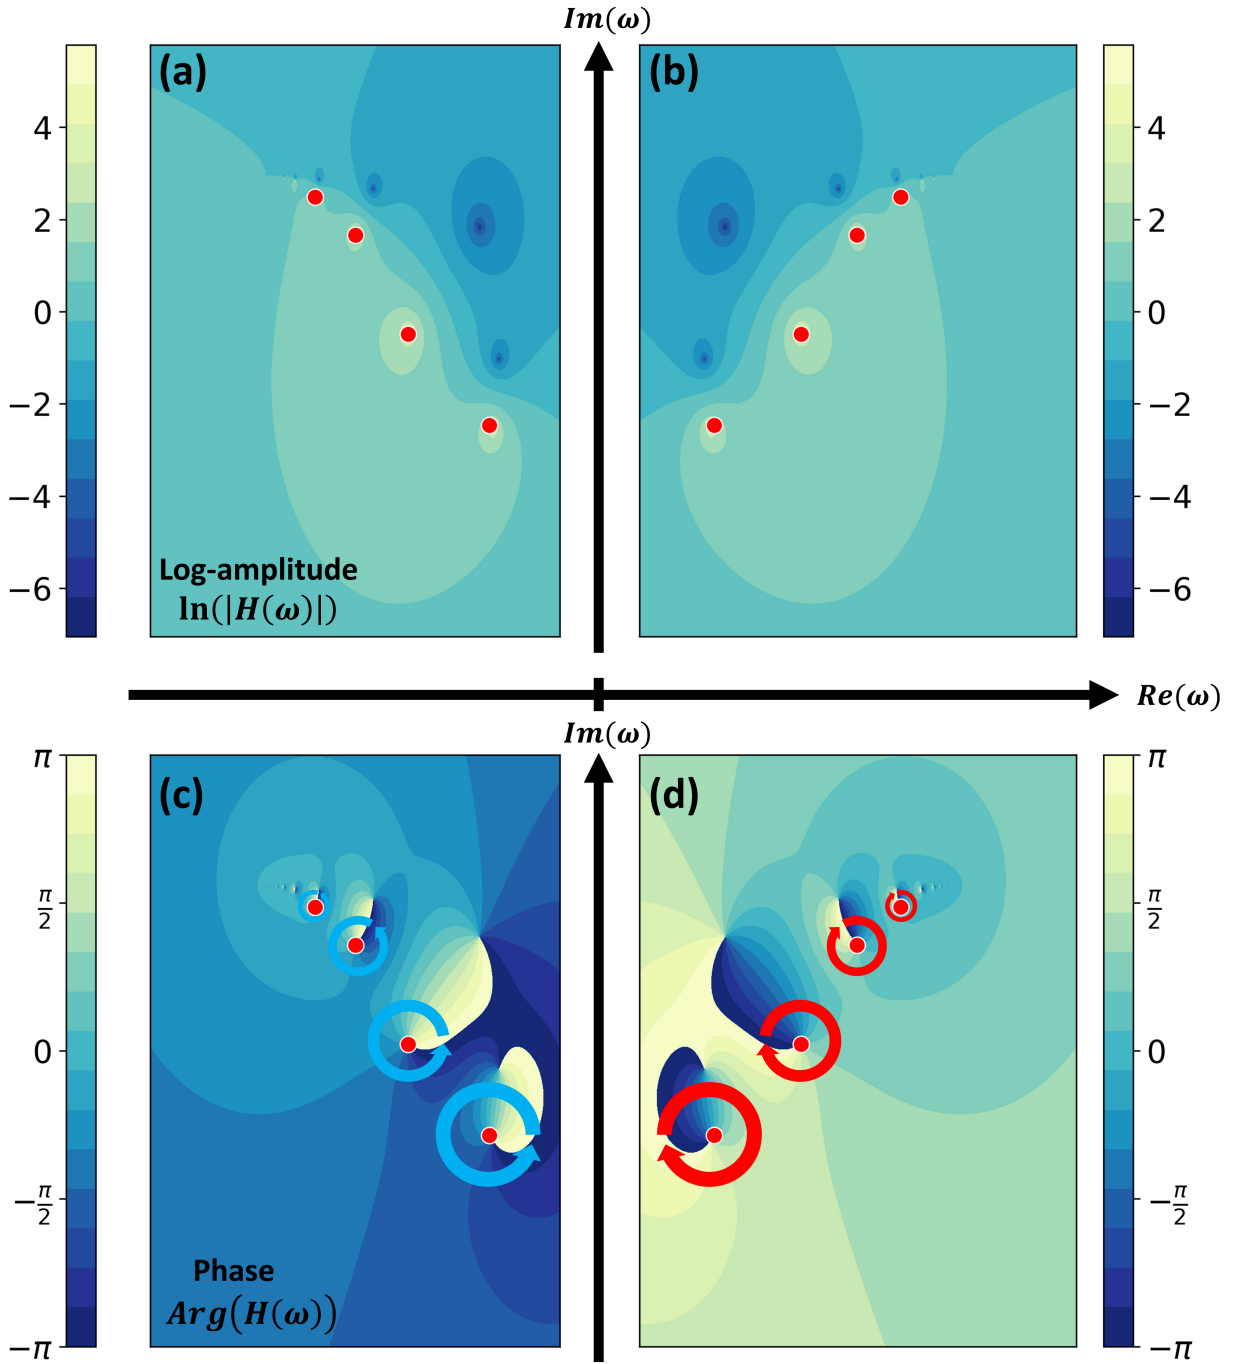 Im(ω)
(a)
(b)
4
2
0
−2
−4
−6
4
2
0
−2
−4
−6
Log-amplitude
ln(|H(ω)|)
Re(ω)
Im(ω)
(c)
(d)
π
π/2
0
−π/2
−π
π
π/2
0
−π/2
−π
Phase
Arg(H(ω))